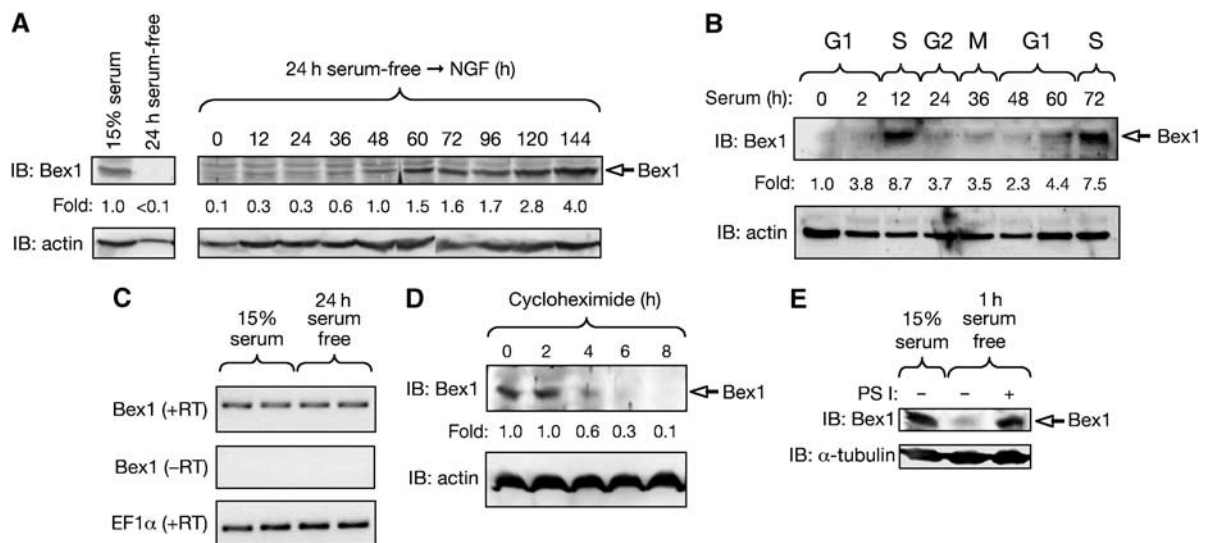 A
15% serum
24 h serum-free
24 h serum-free → NGF (h)
0 12 24 36 48 60 72 96 120 144
IB: Bex1
Bex1
Fold: 1.0 <0.1 0.1 0.3 0.3 0.6 1.0 1.5 1.6 1.7 2.8 4.0
IB: actin
B
G1 S G2 M G1 S
Serum (h): 0 2 12 24 36 48 60 72
IB: Bex1
Bex1
Fold: 1.0 3.8 8.7 3.7 3.5 2.3 4.4 7.5
IB: actin
C
15%
serum
24 h
serum
free
Bex1 (+RT)
Bex1 (–RT)
EF1α (+RT)
D
Cycloheximide (h)
0 2 4 6 8
IB: Bex1
Bex1
Fold: 1.0 1.0 0.6 0.3 0.1
IB: actin
E
15%
serum
1 h
serum
free
PS I: – – +
IB: Bex1
Bex1
IB: α-tubulin